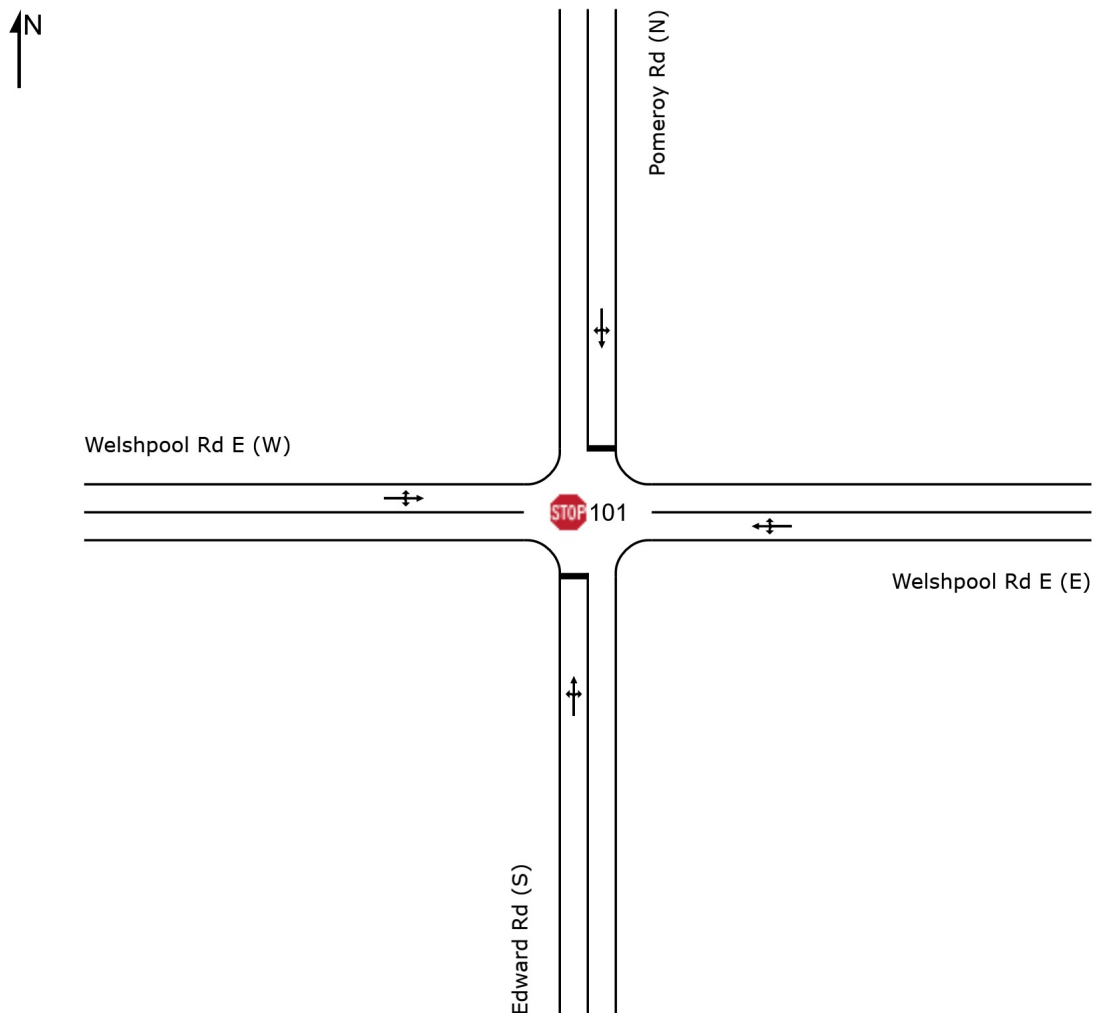 N
Pomeroy Rd (N)
Welshpool Rd E (W)
STOP 101
Welshpool Rd E (E)
Edward Rd (S)